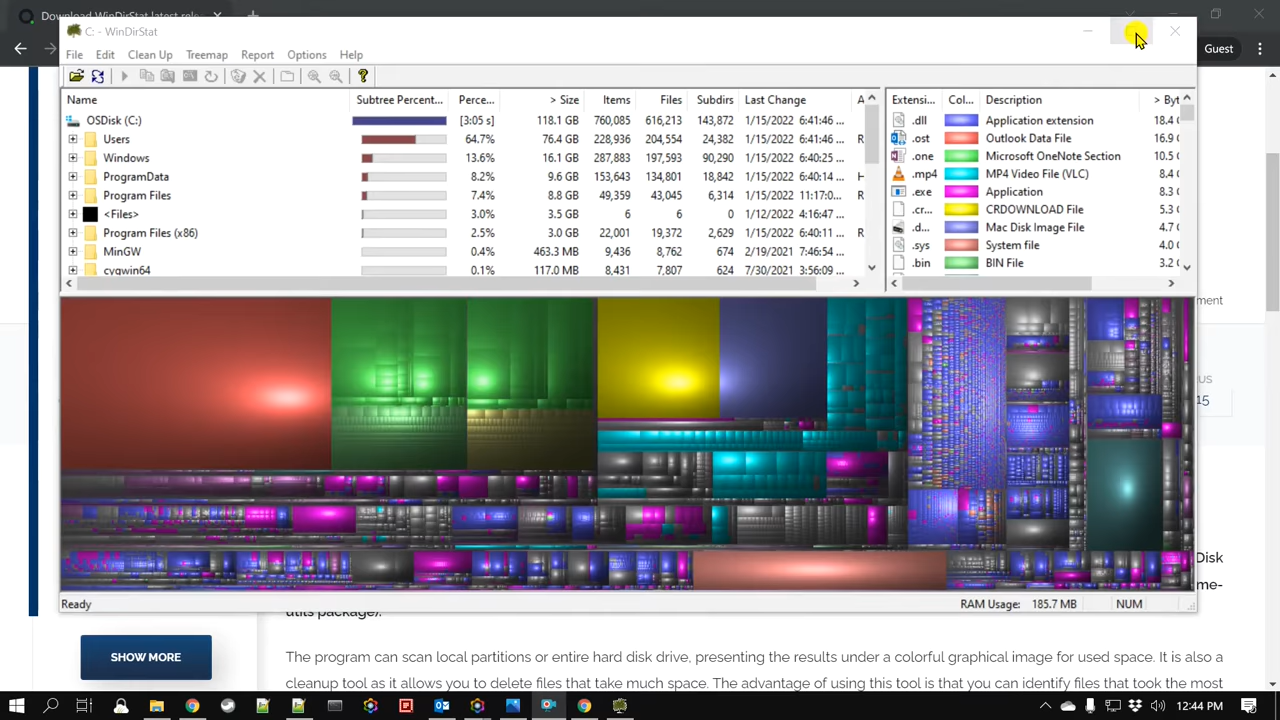 Download WinDirStat latest rel
C: - WinDirStat
Guest
File Edit Clean Up Treemap Report Options Help
Name Subtree Percent... Perce... > Size Items Files Subdirs Last Change A
OSDisk (C:) [3:05 s] 118.1 GB 760,085 616,213 143,872 1/15/2022 6:41:46 ...
Users 64.7% 76.4 GB 228,936 204,554 24,382 1/15/2022 6:41:46 ... R
Windows 13.6% 16.1 GB 287,883 197,593 90,290 1/15/2022 6:40:25 ...
ProgramData 8.2% 9.6 GB 153,643 134,801 18,842 1/15/2022 6:40:14 ... H
Program Files 7.4% 8.8 GB 49,359 43,045 6,314 1/15/2022 11:17:0... R
<Files> 3.0% 3.5 GB 6 6 0 1/12/2022 4:16:47 ...
Program Files (x86) 2.5% 3.0 GB 22,001 19,372 2,629 1/15/2022 6:40:11 ... R
MinGW 0.4% 463.3 MB 9,436 8,762 674 2/19/2021 7:46:54 ...
cygwin64 0.1% 117.0 MB 8,431 7,807 624 7/30/2021 3:56:09 ...
Extensi... Col... Description > Byt
.dll Application extension 18.4
.ost Outlook Data File 16.9
.one Microsoft OneNote Section 10.5
.mp4 MP4 Video File (VLC) 8.4
.exe Application 8.3
.cr... CRDOWNLOAD File 5.3
.d... Mac Disk Image File 4.7
.sys System file 4.0
.bin BIN File 3.2
ment
US
15
Disk
me-
Ready RAM Usage: 185.7 MB NUM
utils package).
SHOW MORE
The program can scan local partitions or entire hard disk drive, presenting the results under a colorful graphical image for used space. It is also a
cleanup tool as it allows you to delete files that take much space. The advantage of using this tool is that you can identify files that took the most
12:44 PM